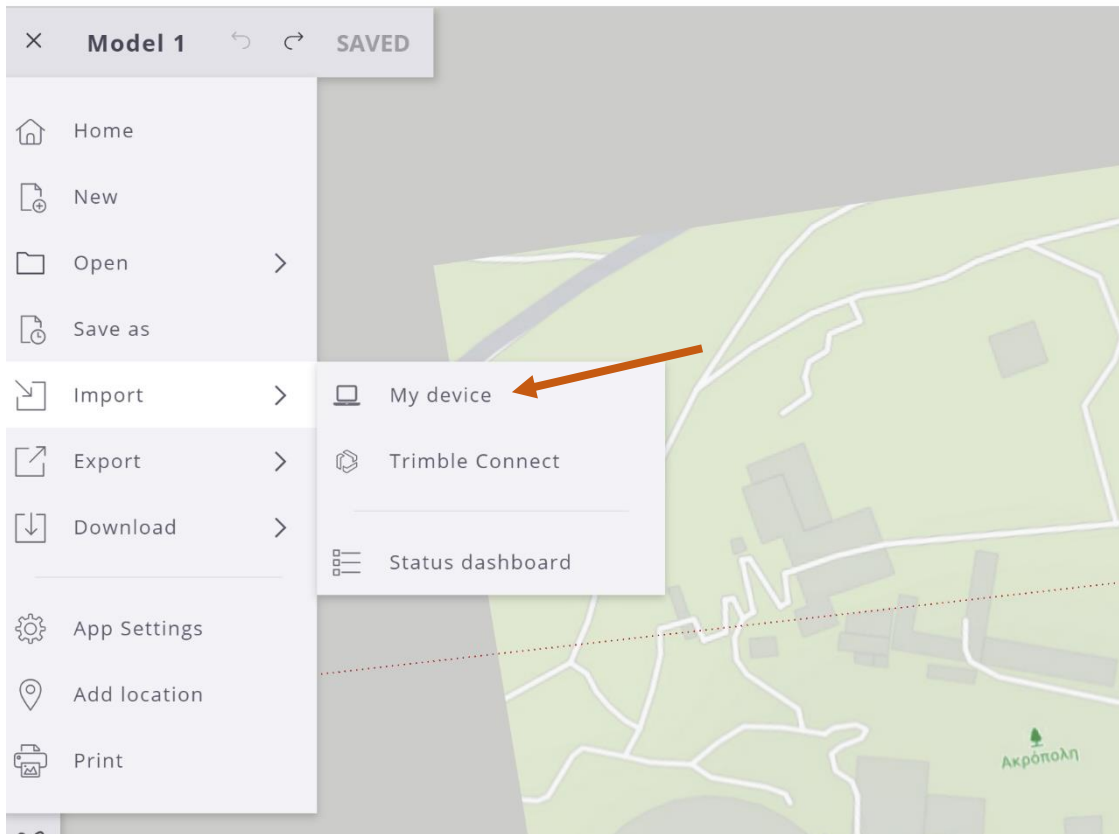 Model 1
SAVED
Home
New
Open
Save as
Import
My device
Export
Trimble Connect
Download
Status dashboard
App Settings
Add location
Print
Ακρόπολη